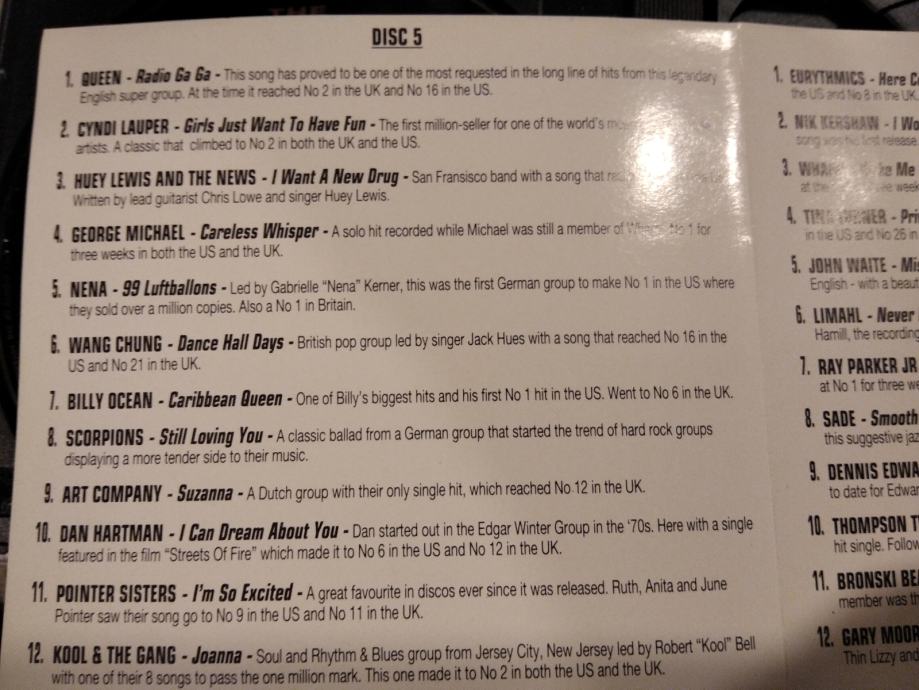 DISC 5
1. QUEEN - Radio Ga Ga - This song has proved to be one of the most requested in the long line of hits from this legendary
English super group. At the time it reached No 2 in the UK and No 16 in the US.
2. CYNDI LAUPER - Girls Just Want To Have Fun - The first million-seller for one of the world's
artists. A classic that climbed to No 2 in both the UK and the US.
3. HUEY LEWIS AND THE NEWS - I Want A New Drug - San Fransisco band with a song that
Written by lead guitarist Chris Lowe and singer Huey Lewis.
4. GEORGE MICHAEL - Careless Whisper - A solo hit recorded while Michael was still a member of No 1 for
three weeks in both the US and the UK.
5. NENA - 99 Luftballons - Led by Gabrielle "Nena" Kerner, this was the first German group to make No 1 in the US where
they sold over a million copies. Also a No 1 in Britain.
6. WANG CHUNG - Dance Hall Days - British pop group led by singer Jack Hues with a song that reached No 16 in the
US and No 21 in the UK.
7. BILLY OCEAN - Caribbean Queen - One of Billy's biggest hits and his first No 1 hit in the US. Went to No 6 in the UK.
8. SCORPIONS - Still Loving You - A classic ballad from a German group that started the trend of hard rock groups
displaying a more tender side to their music.
9. ART COMPANY - Suzanna - A Dutch group with their only single hit, which reached No 12 in the UK.
10. DAN HARTMAN - I Can Dream About You - Dan started out in the Edgar Winter Group in the '70s. Here with a single
featured in the film "Streets Of Fire" which made it to No 6 in the US and No 12 in the UK.
11. POINTER SISTERS - I'm So Excited - A great favourite in discos ever since it was released. Ruth, Anita and June
Pointer saw their song go to No 9 in the US and No 11 in the UK.
12. KOOL & THE GANG - Joanna - Soul and Rhythm & Blues group from Jersey City, New Jersey led by Robert "Kool" Bell
with one of their 8 songs to pass the one million mark. This one made it to No 2 in both the US and the UK.
1. EURYTHMICS - Here
the US and No 8 in the UK.
2. NIK KERSHAW - I
song was his first release
3. Me
at the
4. TINA TURNER -
in the US and No 26 in
5. JOHN WAITE -
English - with a
6. LIMAHL - Never
Hamill, the recording
7. RAY PARKER JR
at No 1 for three
8. SADE - Smooth
this suggestive
9. DENNIS
to date for
10. THOMPSON
hit single.
11. BRONSKI
member was
12. GARY
Thin Lizzy and